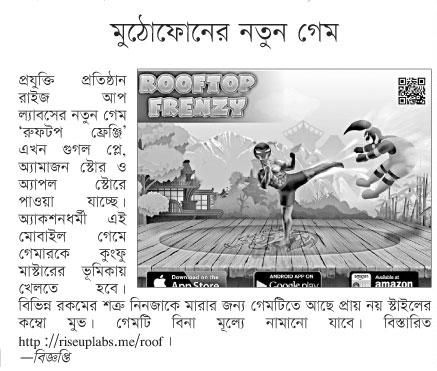 মুঠোফোনের নতুন গেম
প্রযুক্তি প্রতিষ্ঠান
রাইজ আপ
ল্যাবসের নতুন গেম
‘রুফটপ ফ্রেঞ্জি’
এখন গুগল প্লে,
অ্যামাজন স্টোর ও
অ্যাপল স্টোরে
পাওয়া যাচ্ছে।
অ্যাকশনধর্মী এই
মোবাইল গেমে
গেমারকে কুংফু
মাস্টারের ভূমিকায়
খেলতে হবে।
ROOFTOP
FRENZY
Download on the
App Store
ANDROID APP ON
Google play
Available at
amazon
বিভিন্ন রকমের শত্রু নিনজাকে মারার জন্য গেমটিতে আছে প্রায় নয় স্টাইলের
কম্বো মুভ। গেমটি বিনা মূল্যে নামানো যাবে। বিস্তারিত
http://riseuplabs.me/roof ।
—বিজ্ঞপ্তি